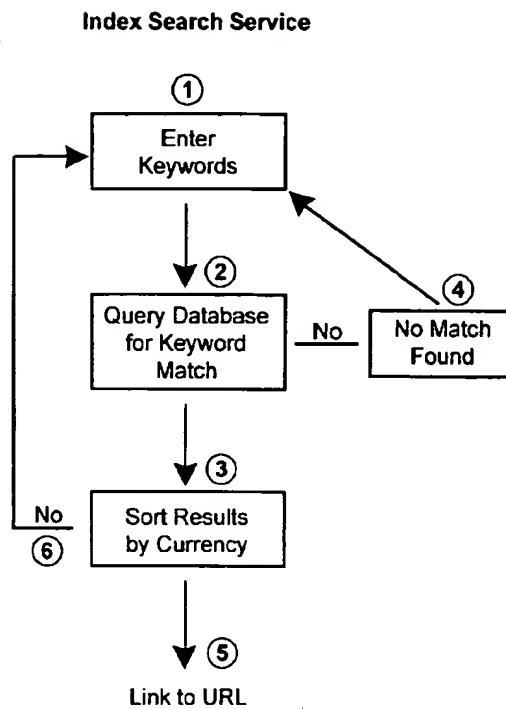 Index Search Service
1
Enter
Keywords
2
Query Database
for Keyword
Match
No
4
No Match
Found
3
Sort Results
by Currency
No
6
5
Link to URL